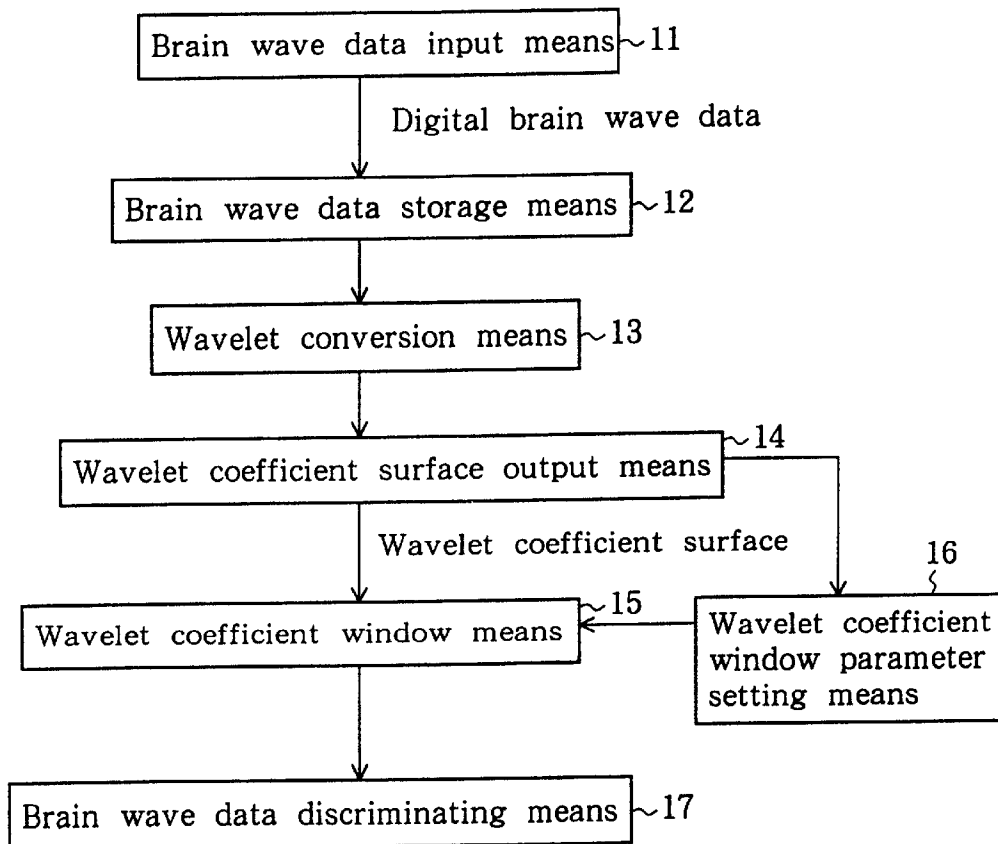 Brain wave data input means 11
Digital brain wave data
Brain wave data storage means 12
Wavelet conversion means 13
Wavelet coefficient surface output means 14
Wavelet coefficient surface
16
Wavelet coefficient window means 15
Wavelet coefficient
window parameter
setting means
Brain wave data discriminating means 17